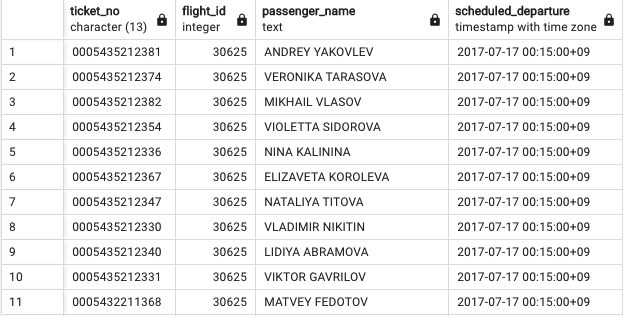 ticket_no flight_id passenger_name scheduled_departure
character (13) integer text timestamp with time zone
1 0005435212381 30625 ANDREY YAKOVLEV 2017-07-17 00:15:00+09
2 0005435212374 30625 VERONIKA TARASOVA 2017-07-17 00:15:00+09
3 0005435212382 30625 MIKHAIL VLASOV 2017-07-17 00:15:00+09
4 0005435212354 30625 VIOLETTA SIDOROVA 2017-07-17 00:15:00+09
5 0005435212336 30625 NINA KALININA 2017-07-17 00:15:00+09
6 0005435212367 30625 ELIZAVETA KOROLEVA 2017-07-17 00:15:00+09
7 0005435212347 30625 NATALIYA TITOVA 2017-07-17 00:15:00+09
8 0005435212330 30625 VLADIMIR NIKITIN 2017-07-17 00:15:00+09
9 0005435212340 30625 LIDIYA ABRAMOVA 2017-07-17 00:15:00+09
10 0005435212331 30625 VIKTOR GAVRILOV 2017-07-17 00:15:00+09
11 0005432211368 30625 MATVEY FEDOTOV 2017-07-17 00:15:00+09